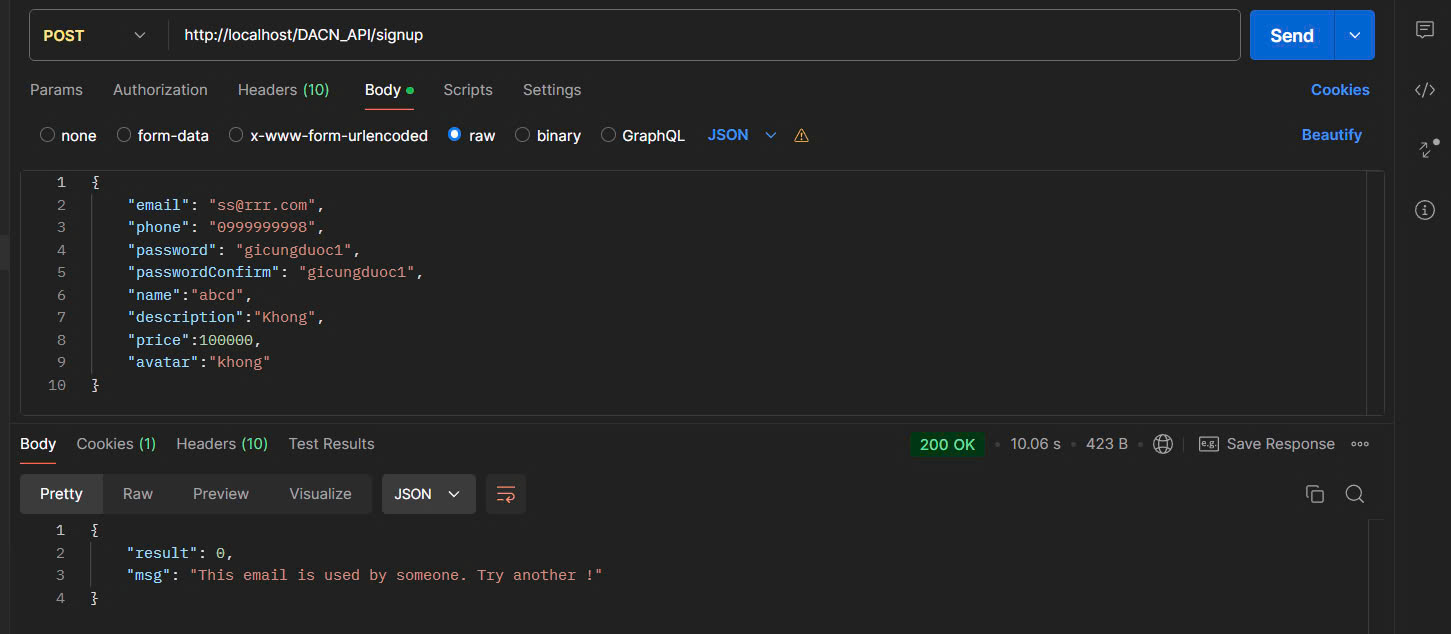 POST http://localhost/DACN_API/signup Send
Params Authorization Headers (10) Body Scripts Settings Cookies
none form-data x-www-form-urlencoded raw binary GraphQL JSON Beautify
1 {
2 "email": "ss@rrr.com",
3 "phone": "0999999998",
4 "password": "gicungduoc1",
5 "passwordConfirm": "gicungduoc1",
6 "name":"abcd",
7 "description":"Khong",
8 "price":100000,
9 "avatar":"khong"
10 }
Body Cookies (1) Headers (10) Test Results 200 OK 10.06 s 423 B e.g. Save Response
Pretty Raw Preview Visualize JSON
1 {
2 "result": 0,
3 "msg": "This email is used by someone. Try another !"
4 }